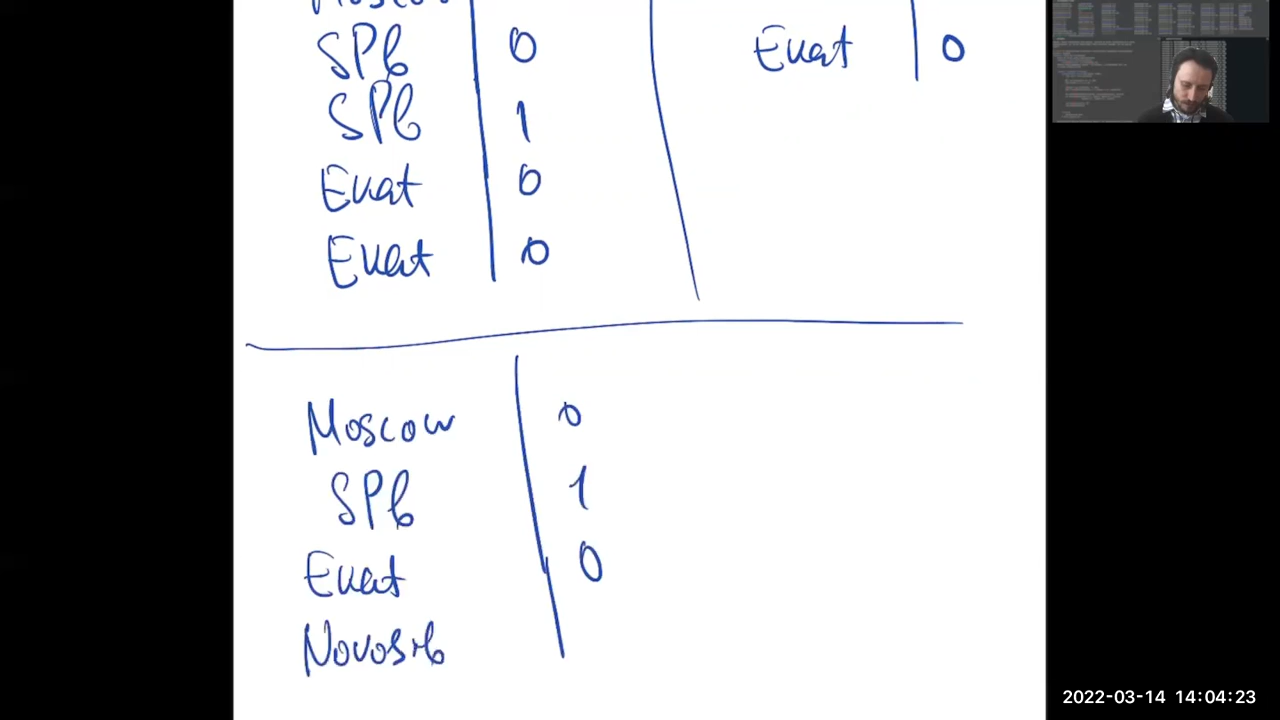 SPb 0
Ekat 0
SPb 1
Ekat 0
Ekat 0
Moscow 0
SPb 1
Ekat 0
Novosib
2022-03-14 14:04:23